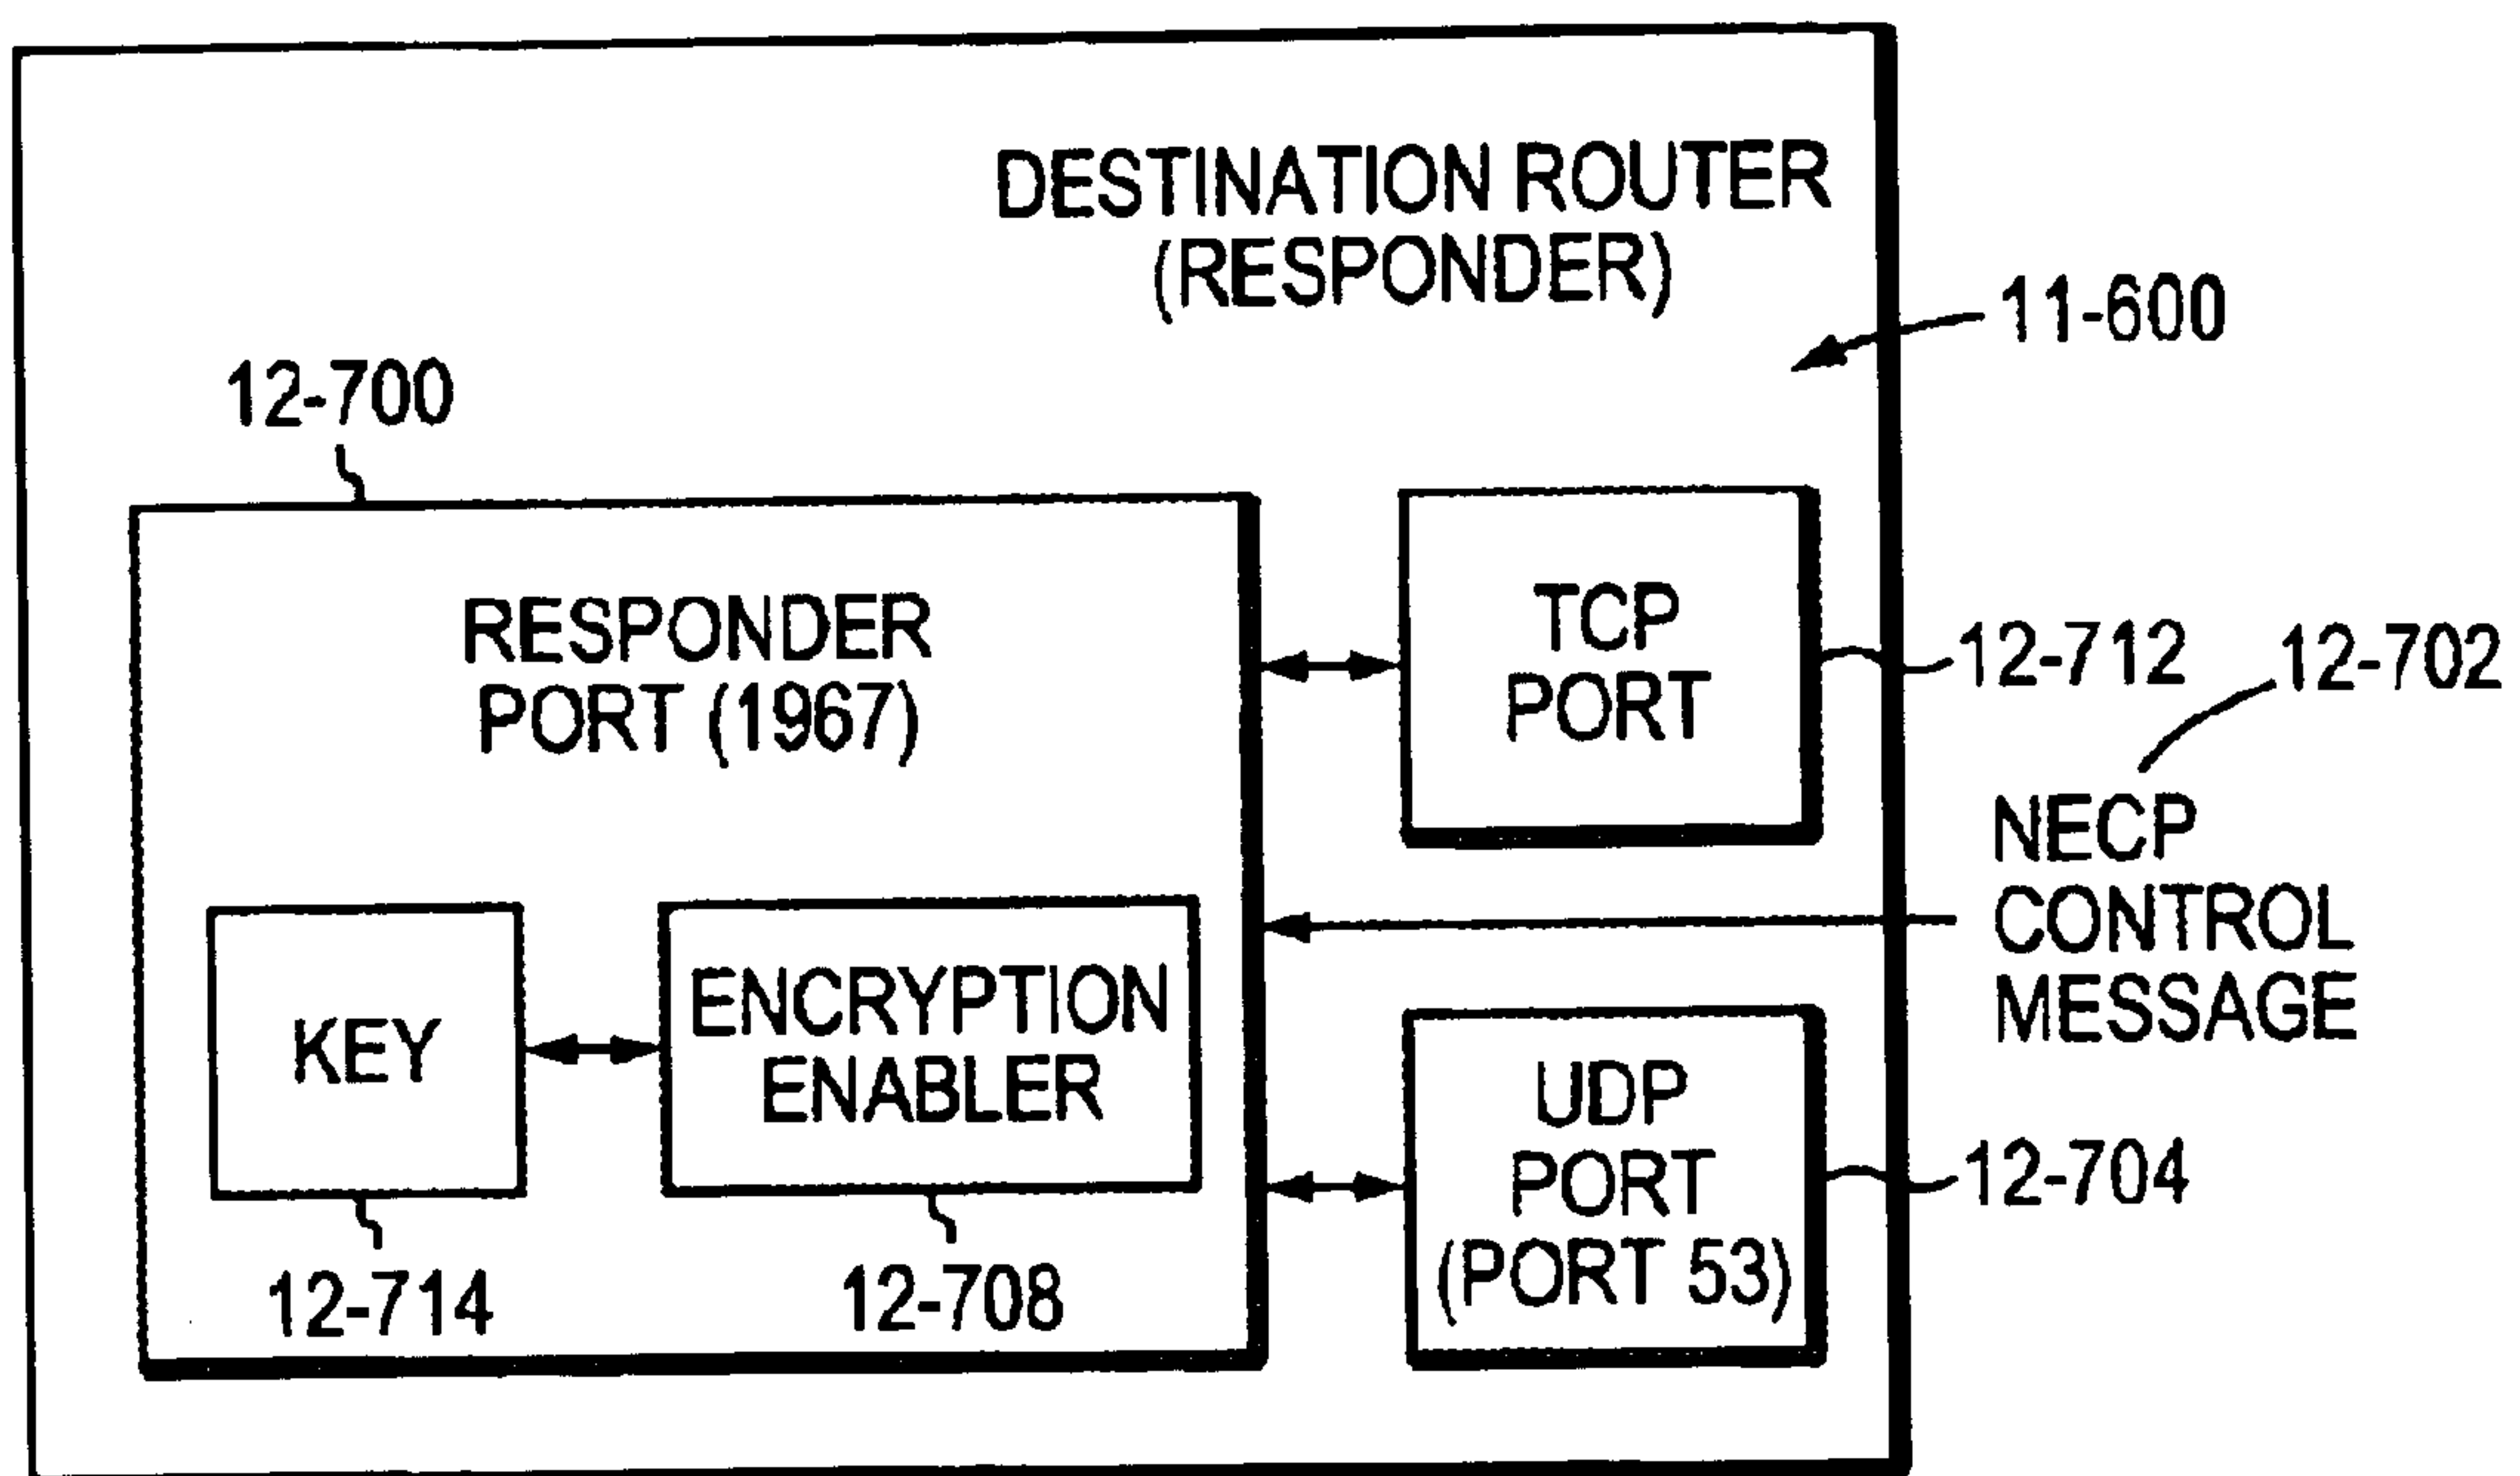 DESTINATION ROUTER
(RESPONDER)
11-600
12-700
RESPONDER
PORT (1967)
TCP
PORT
12-712
12-702
NECP
CONTROL
MESSAGE
KEY
ENCRYPTION
ENABLER
UDP
PORT
(PORT 53)
12-704
12-714
12-708